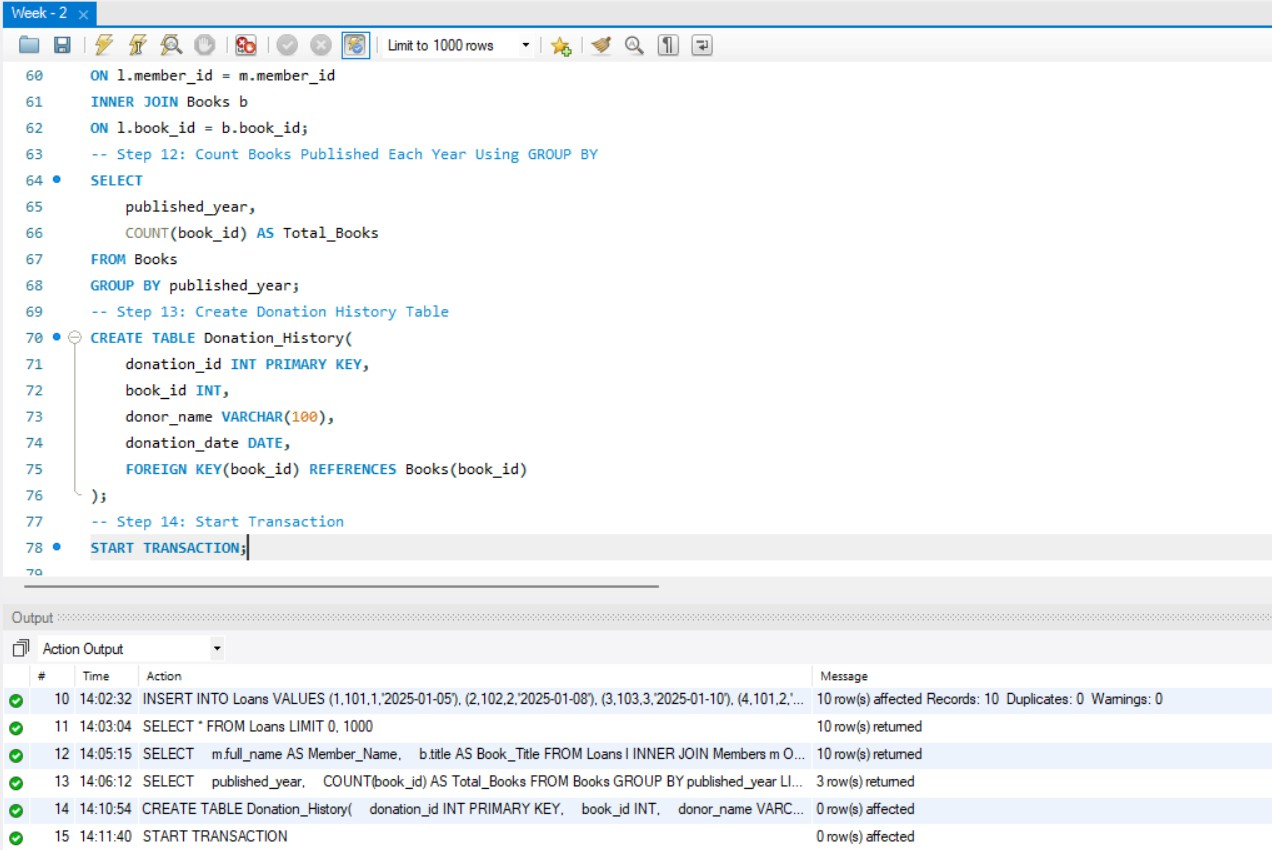 Week - 2
Limit to 1000 rows
60 ON l.member_id = m.member_id
61 INNER JOIN Books b
62 ON l.book_id = b.book_id;
63 -- Step 12: Count Books Published Each Year Using GROUP BY
64 SELECT
65 published_year,
66 COUNT(book_id) AS Total_Books
67 FROM Books
68 GROUP BY published_year;
69 -- Step 13: Create Donation History Table
70 CREATE TABLE Donation_History(
71 donation_id INT PRIMARY KEY,
72 book_id INT,
73 donor_name VARCHAR(100),
74 donation_date DATE,
75 FOREIGN KEY(book_id) REFERENCES Books(book_id)
76 );
77 -- Step 14: Start Transaction
78 START TRANSACTION;
79
Output
Action Output
# Time Action Message
10 14:02:32 INSERT INTO Loans VALUES (1,101,1,'2025-01-05'), (2,102,2,'2025-01-08'), (3,103,3,'2025-01-10'), (4,101,2,'... 10 row(s) affected Records: 10 Duplicates: 0 Warnings: 0
11 14:03:04 SELECT * FROM Loans LIMIT 0, 1000 10 row(s) returned
12 14:05:15 SELECT m.full_name AS Member_Name, b.title AS Book_Title FROM Loans l INNER JOIN Members m O... 10 row(s) returned
13 14:06:12 SELECT published_year, COUNT(book_id) AS Total_Books FROM Books GROUP BY published_year LI... 3 row(s) returned
14 14:10:54 CREATE TABLE Donation_History( donation_id INT PRIMARY KEY, book_id INT, donor_name VARC... 0 row(s) affected
15 14:11:40 START TRANSACTION 0 row(s) affected